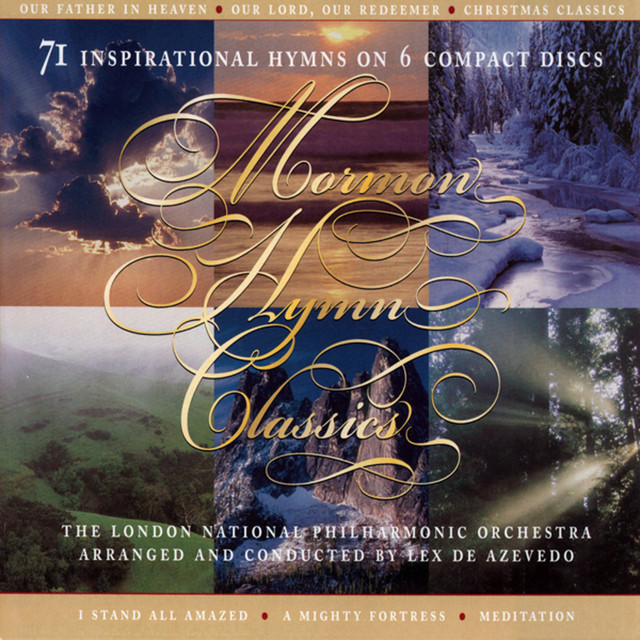 OUR FATHER IN HEAVEN • OUR LORD, OUR REDEEMER • CHRISTMAS CLASSICS
71 INSPIRATIONAL HYMNS ON 6 COMPACT DISCS
Mormon
Hymn
Classics
THE LONDON NATIONAL PHILHARMONIC ORCHESTRA
ARRANGED AND CONDUCTED BY LEX DE AZEVEDO
I STAND ALL AMAZED • A MIGHTY FORTRESS • MEDITATION